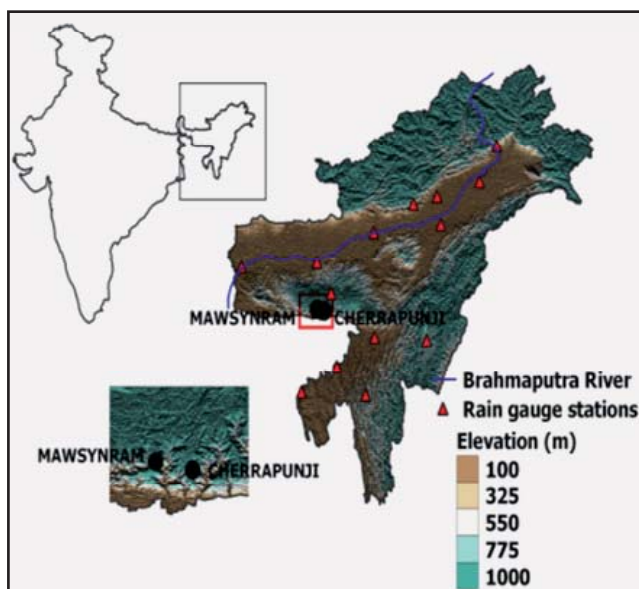 MAWSYNRAM CHERRAPUNJI
Brahmaputra River
Rain gauge stations
Elevation (m)
100
325
550
775
1000
MAWSYNRAM
CHERRAPUNJI